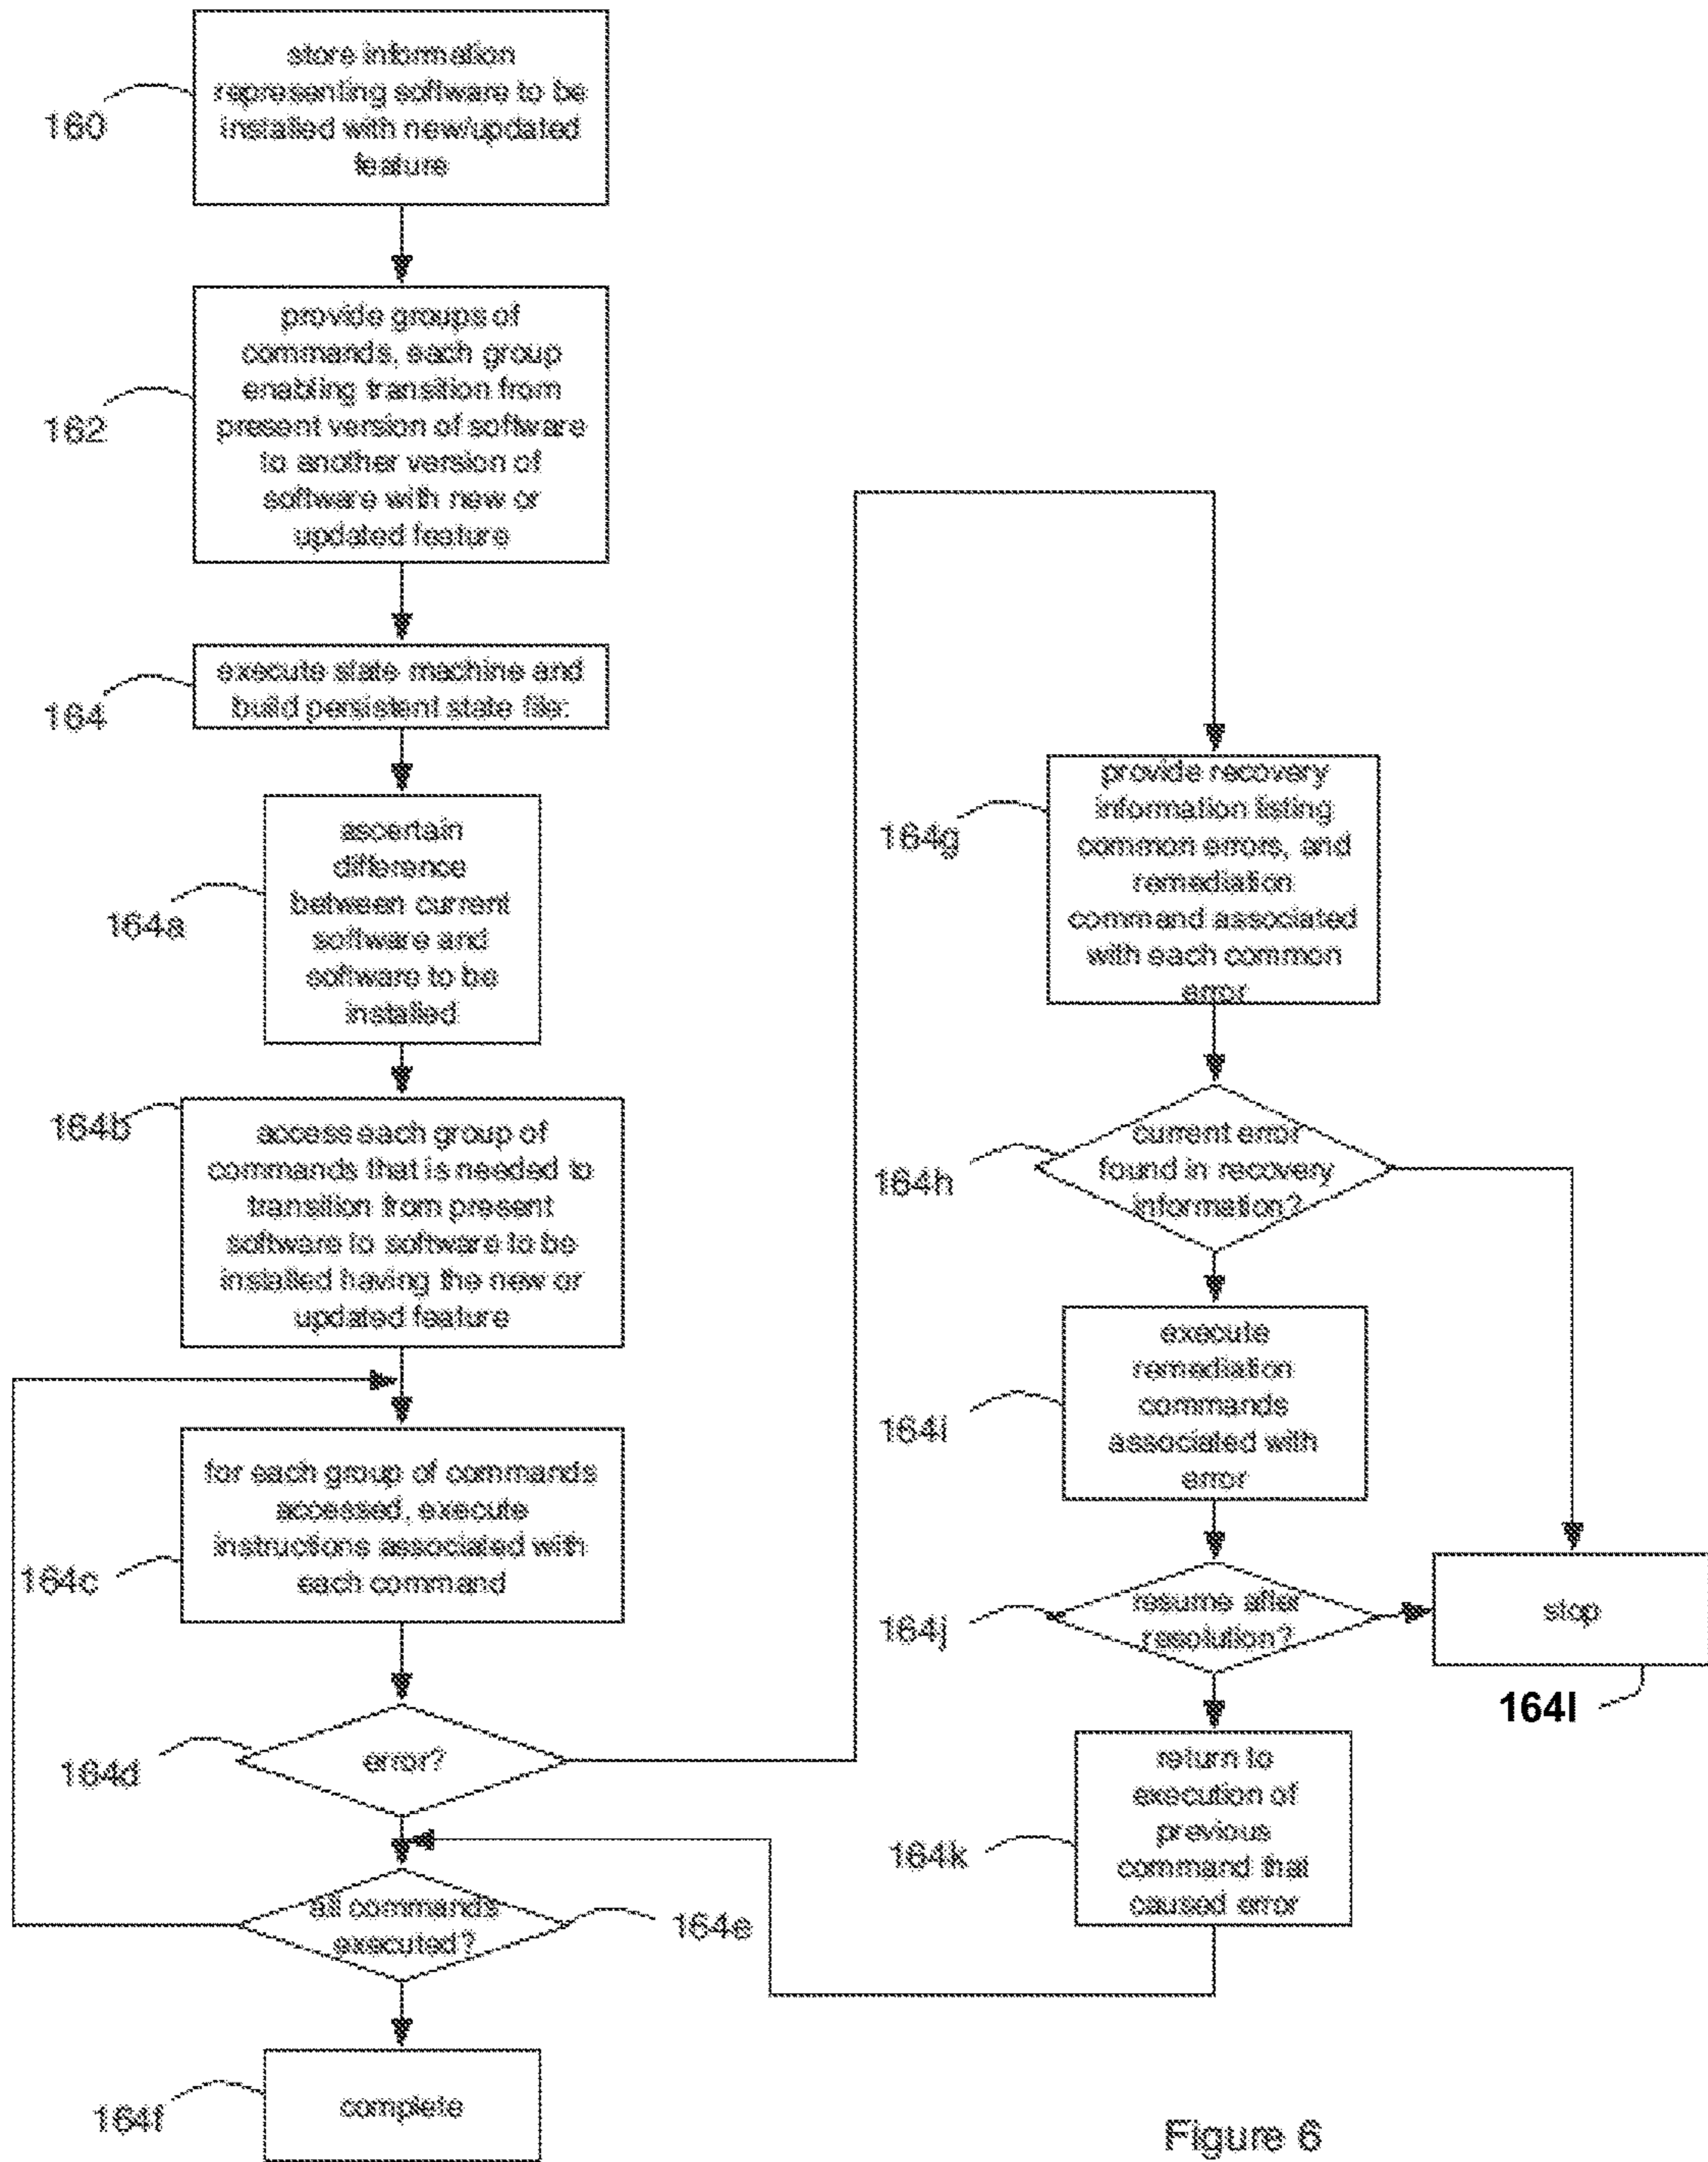 store information
representing software to be
installed with new/updated
feature
160
provide groups of
commands, each group
enabling transition from
present version of software
to another version of
software with new or
updated feature
162
execute state machine and
build persistent state file:
164
ascertain
difference
between current
software and
software to be
installed
164a
164b
access each group of
commands that is needed to
transition from present
software to software to be
installed having the new or
updated feature
for each group of commands
accessed, execute
instructions associated with
each command
164c
error?
164d
all commands
executed?
164e
complete
164f
provide recovery
information listing
common errors, and
remediation
command associated
with each common
error
164g
current error
found in recovery
information?
164h
execute
remediation
commands
associated with
error
164i
resume after
resolution?
164j
stop
164l
return to
execution of
previous
command that
caused error
164k
Figure 6